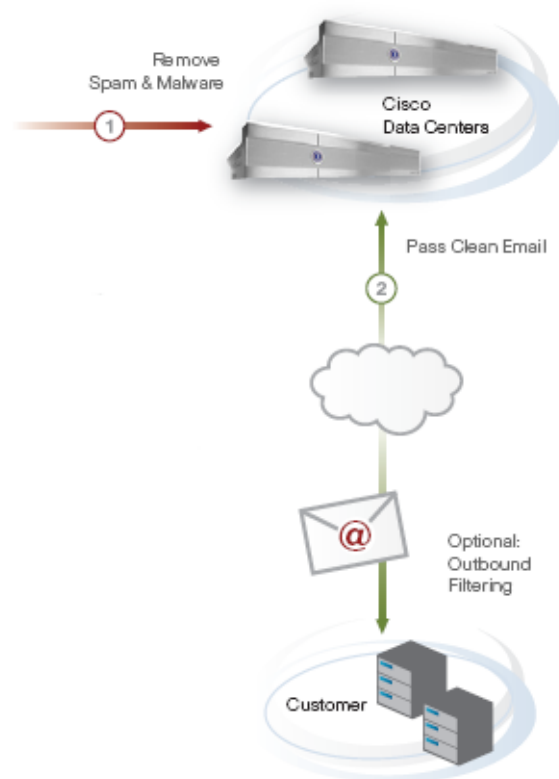 Remove
Spam & Malware
1
Cisco
Data Centers
Pass Clean Email
2
@
Optional:
Outbound
Filtering
Customer